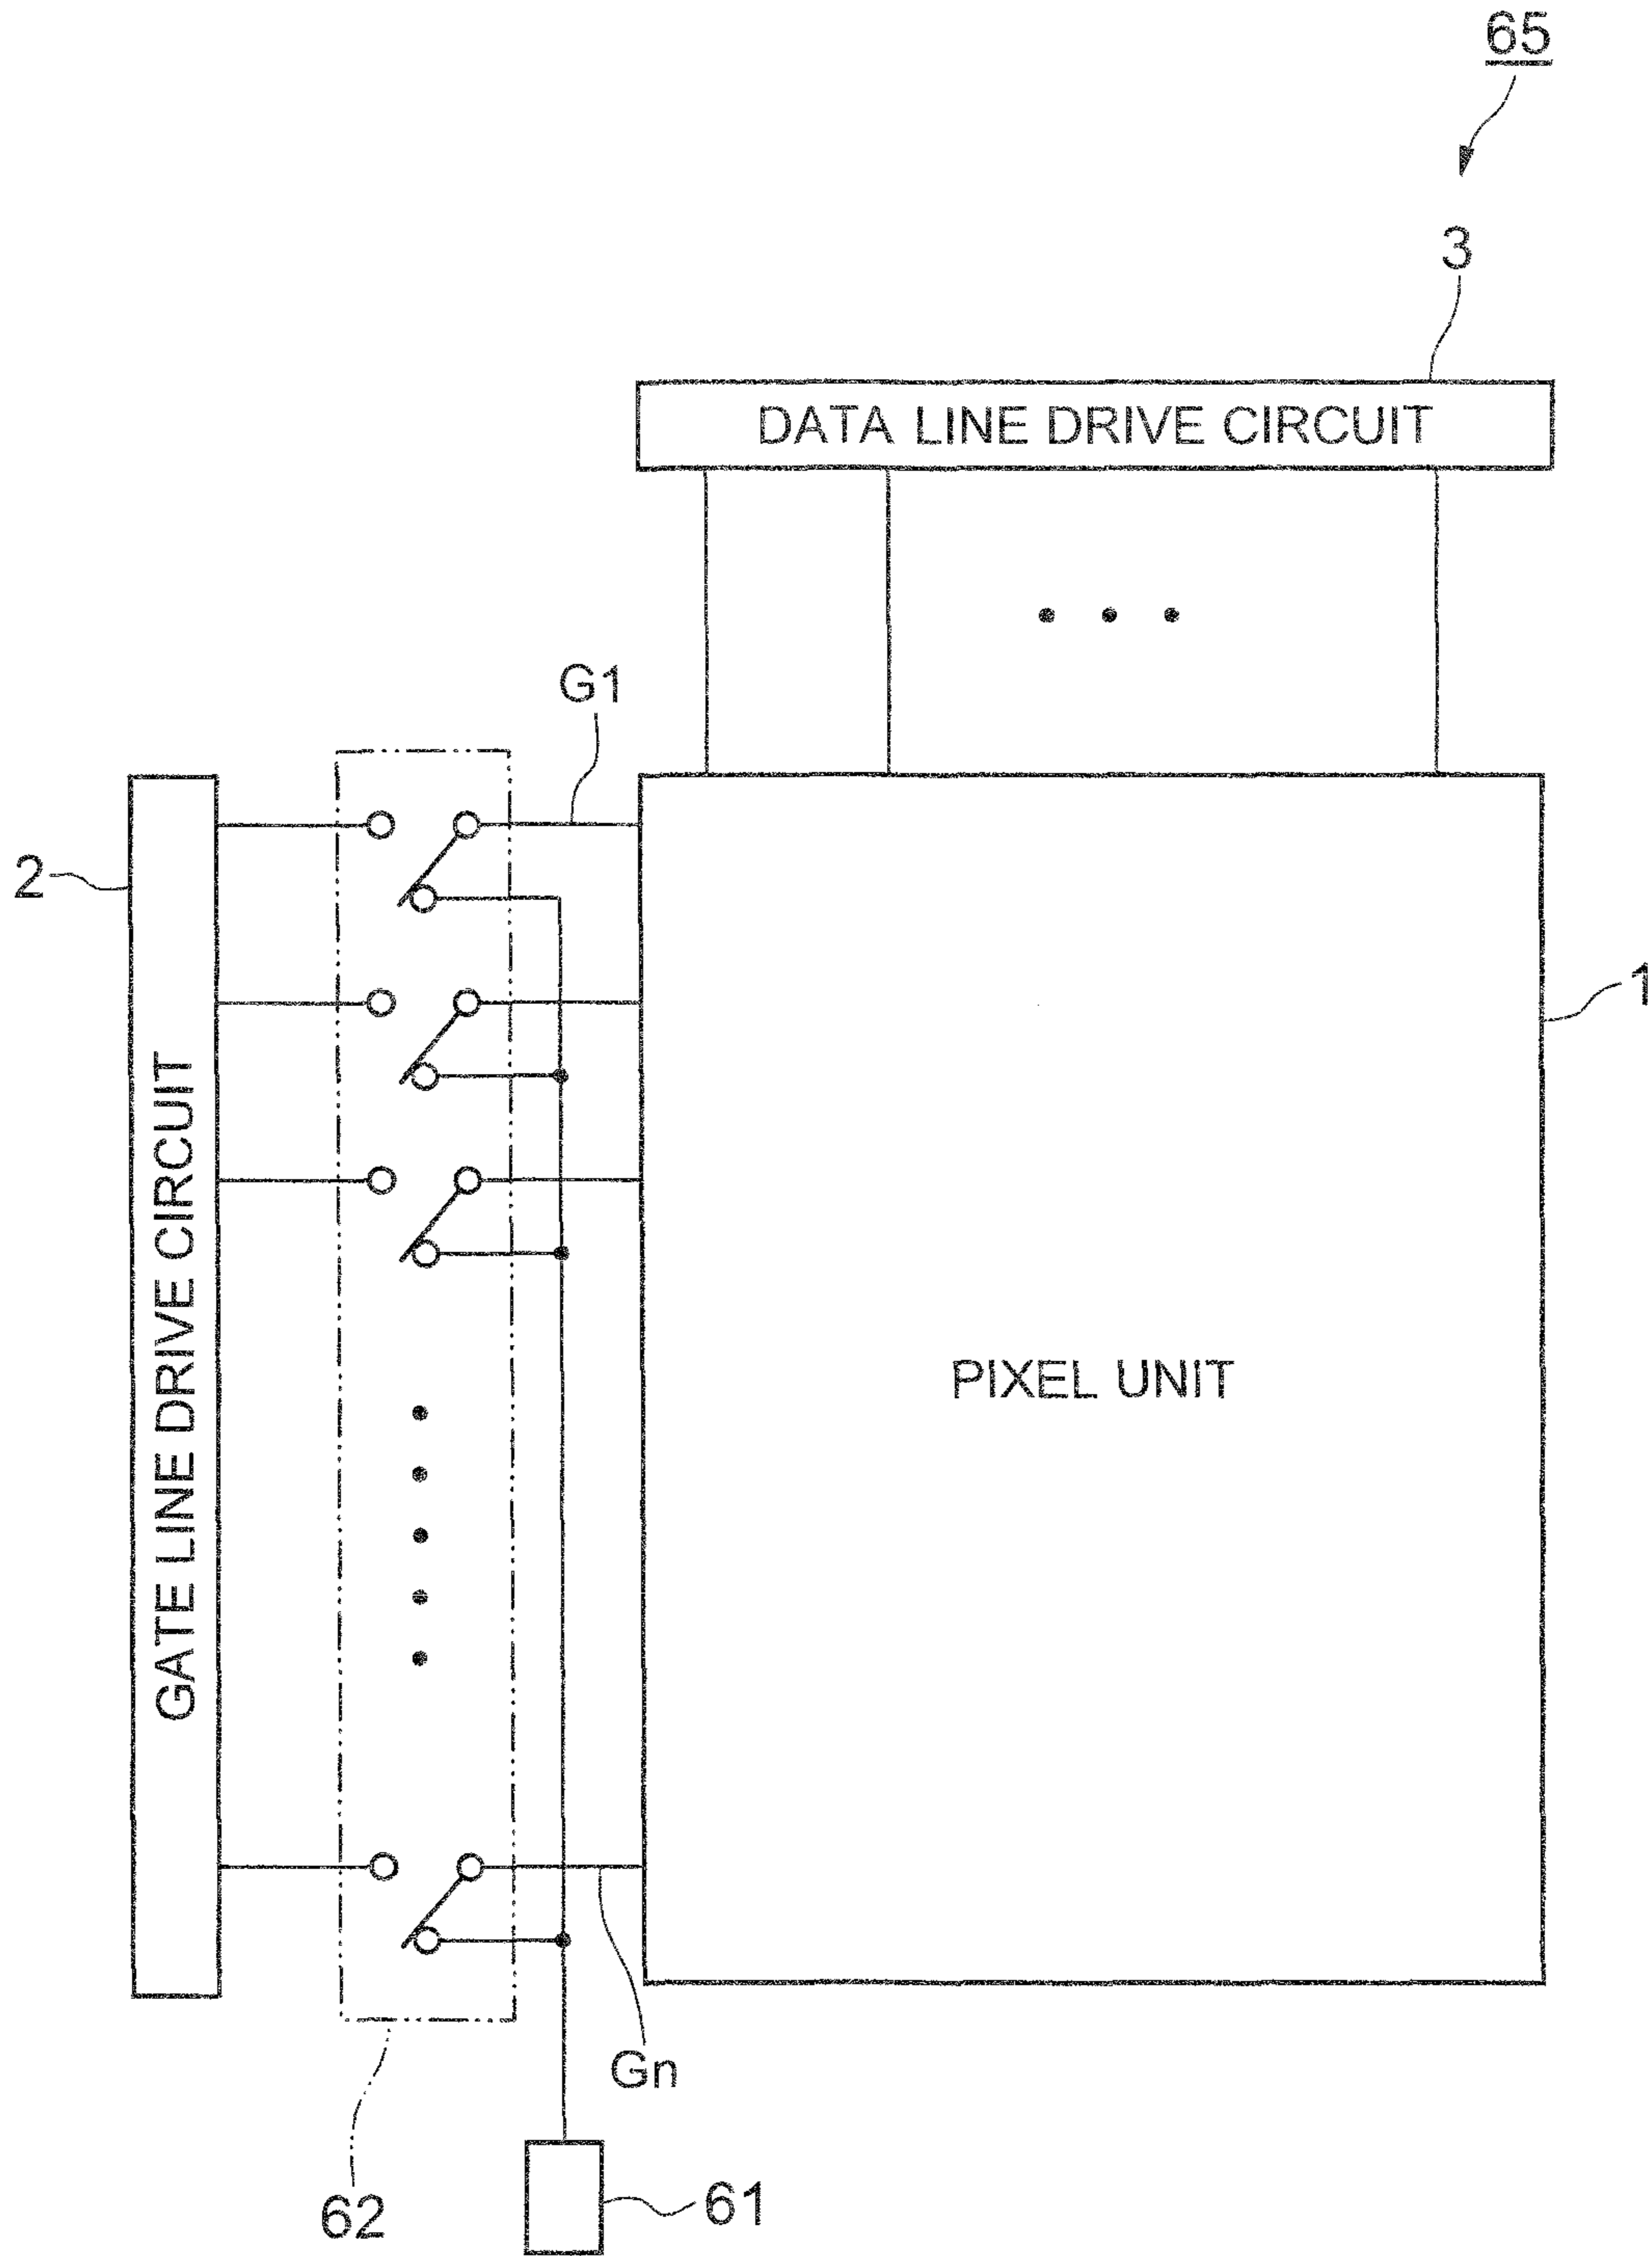 65
3
DATA LINE DRIVE CIRCUIT
G1
2
1
GATE LINE DRIVE CIRCUIT
PIXEL UNIT
Gn
62
61